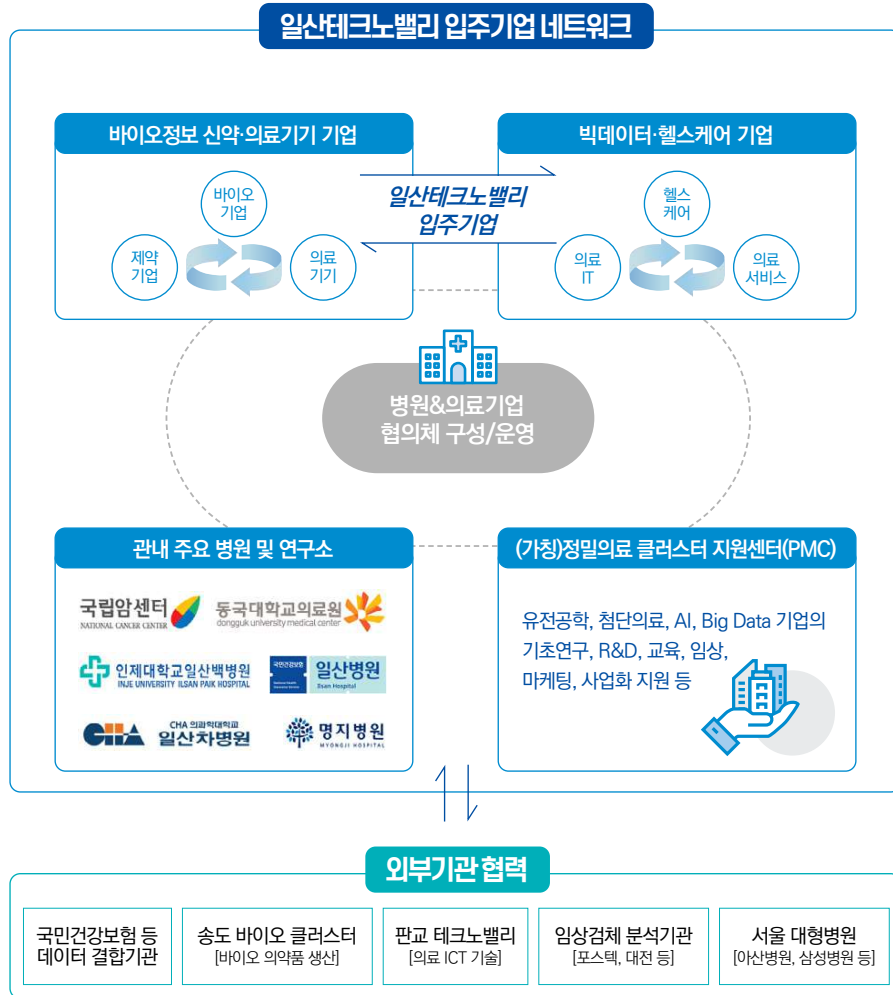 일산테크노밸리 입주기업 네트워크
바이오정보 신약·의료기기 기업
바이오
기업
제약
기업
의료
기기
일산테크노밸리
입주기업
빅데이터·헬스케어 기업
헬스
케어
의료
IT
의료
서비스
병원&의료기업
협의체 구성/운영
관내 주요 병원 및 연구소
국립암센터
NATIONAL CANCER CENTER
동국대학교의료원
dongguk university medical center
인제대학교일산백병원
INJE UNIVERSITY ILSAN PAIK HOSPITAL
국민건강보험
일산병원
Ilsan Hospital
CHA
CHA 의과학대학교
일산차병원
명지병원
MYONGJI HOSPITAL
(가칭)정밀의료 클러스터 지원센터(PMC)
유전공학, 첨단의료, AI, Big Data 기업의
기초연구, R&D, 교육, 임상,
마케팅, 사업화 지원 등
외부기관 협력
국민건강보험 등
데이터 결합기관
송도 바이오 클러스터
[바이오 의약품 생산]
판교 테크노밸리
[의료 ICT 기술]
임상검체 분석기관
[포스텍, 대전 등]
서울 대형병원
[아산병원, 삼성병원 등]